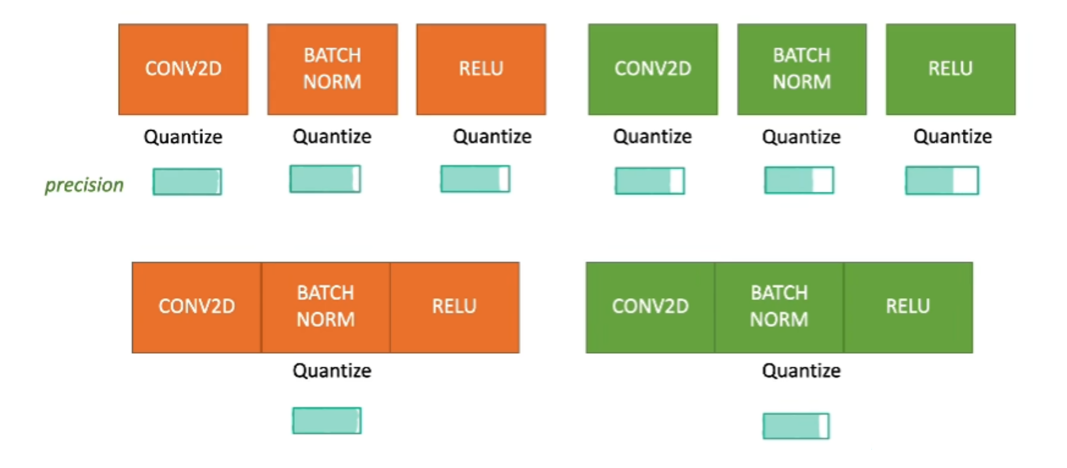 CONV2D
BATCH
NORM
RELU
CONV2D
BATCH
NORM
RELU
Quantize
Quantize
Quantize
Quantize
Quantize
Quantize
precision
CONV2D
BATCH
NORM
RELU
CONV2D
BATCH
NORM
RELU
Quantize
Quantize